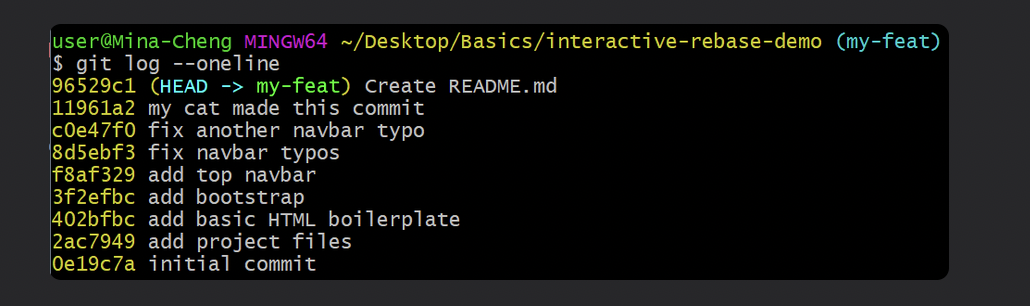 user@Mina-Cheng MINGW64 ~/Desktop/Basics/interactive-rebase-demo (my-feat)
$ git log --oneline
96529c1 (HEAD -> my-feat) Create README.md
11961a2 my cat made this commit
c0e47f0 fix another navbar typo
8d5ebf3 fix navbar typos
f8af329 add top navbar
3f2efbc add bootstrap
402bfbc add basic HTML boilerplate
2ac7949 add project files
0e19c7a initial commit